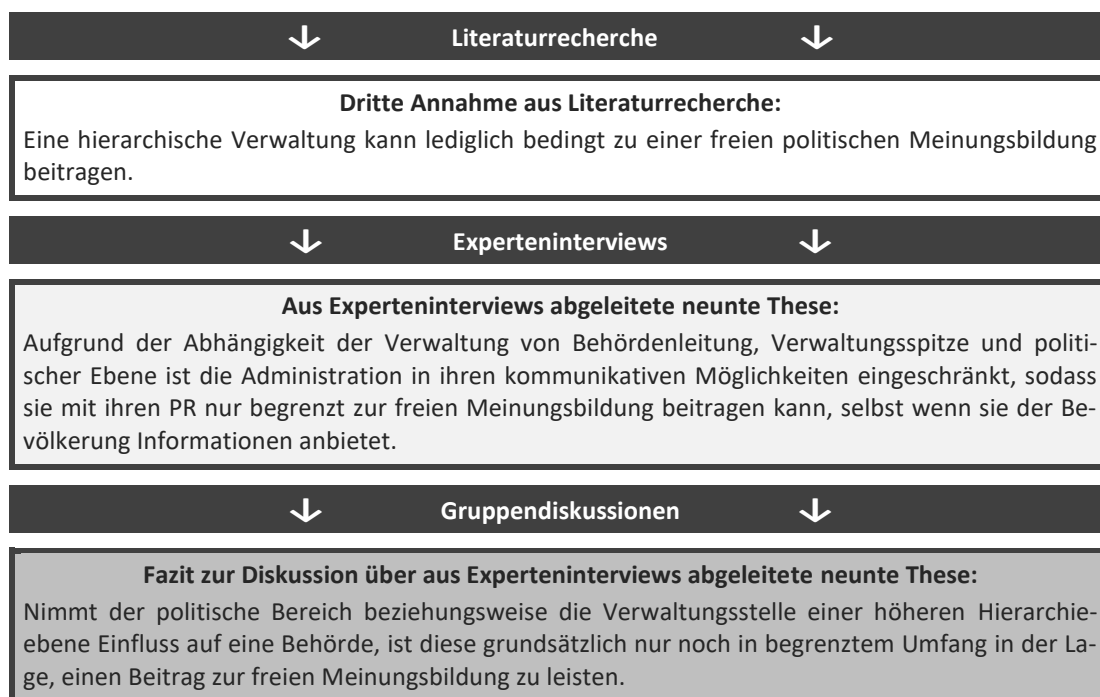 Literaturrecherche
Dritte Annahme aus Literaturrecherche:
Eine hierarchische Verwaltung kann lediglich bedingt zu einer freien politischen Meinungsbildung
beitragen.
Experteninterviews
Aus Experteninterviews abgeleitete neunte These:
Aufgrund der Abhängigkeit der Verwaltung von Behördenleitung, Verwaltungsspitze und politi-
scher Ebene ist die Administration in ihren kommunikativen Möglichkeiten eingeschränkt, sodass
sie mit ihren PR nur begrenzt zur freien Meinungsbildung beitragen kann, selbst wenn sie der Be-
völkerung Informationen anbietet.
Gruppendiskussionen
Fazit zur Diskussion über aus Experteninterviews abgeleitete neunte These:
Nimmt der politische Bereich beziehungsweise die Verwaltungsstelle einer höheren Hierarchie-
ebene Einfluss auf eine Behörde, ist diese grundsätzlich nur noch in begrenztem Umfang in der La-
ge, einen Beitrag zur freien Meinungsbildung zu leisten.